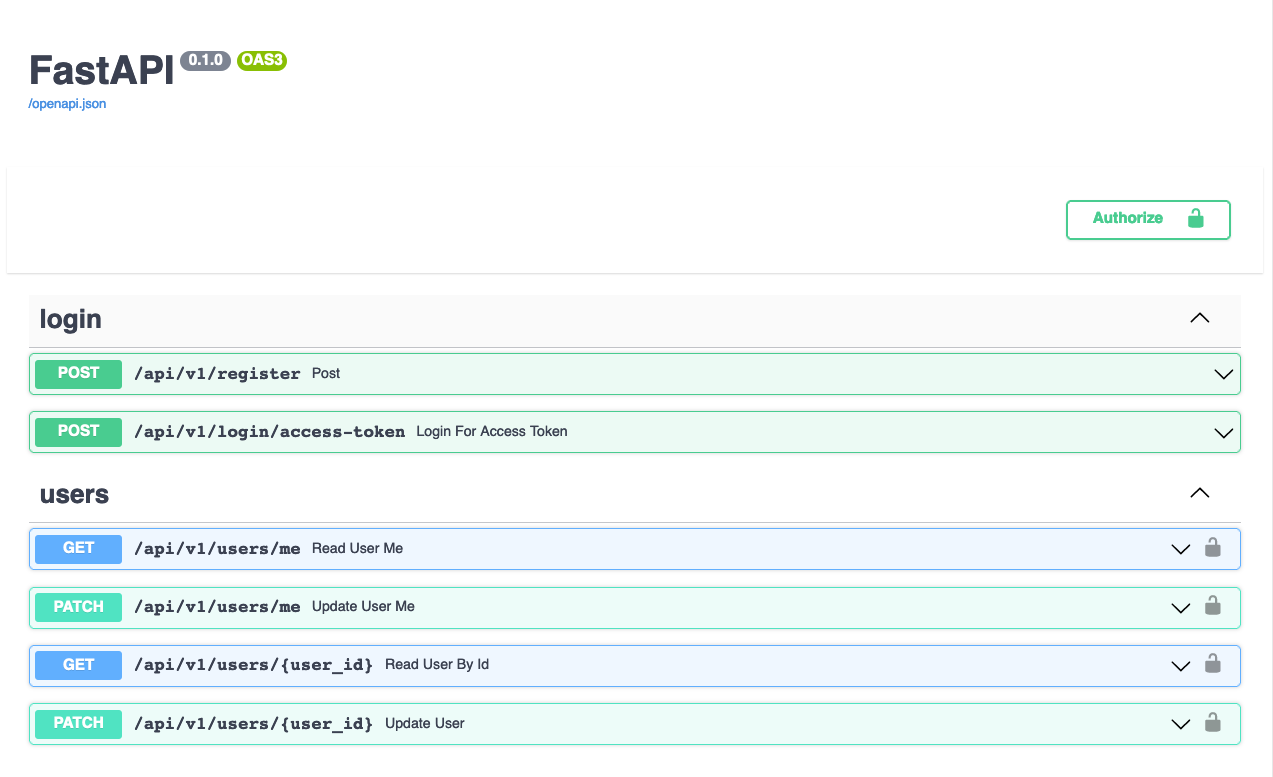 FastAPI 0.1.0 OAS3
/openapi.json
Authorize
login
POST /api/v1/register Post
POST /api/v1/login/access-token Login For Access Token
users
GET /api/v1/users/me Read User Me
PATCH /api/v1/users/me Update User Me
GET /api/v1/users/{user_id} Read User By Id
PATCH /api/v1/users/{user_id} Update User